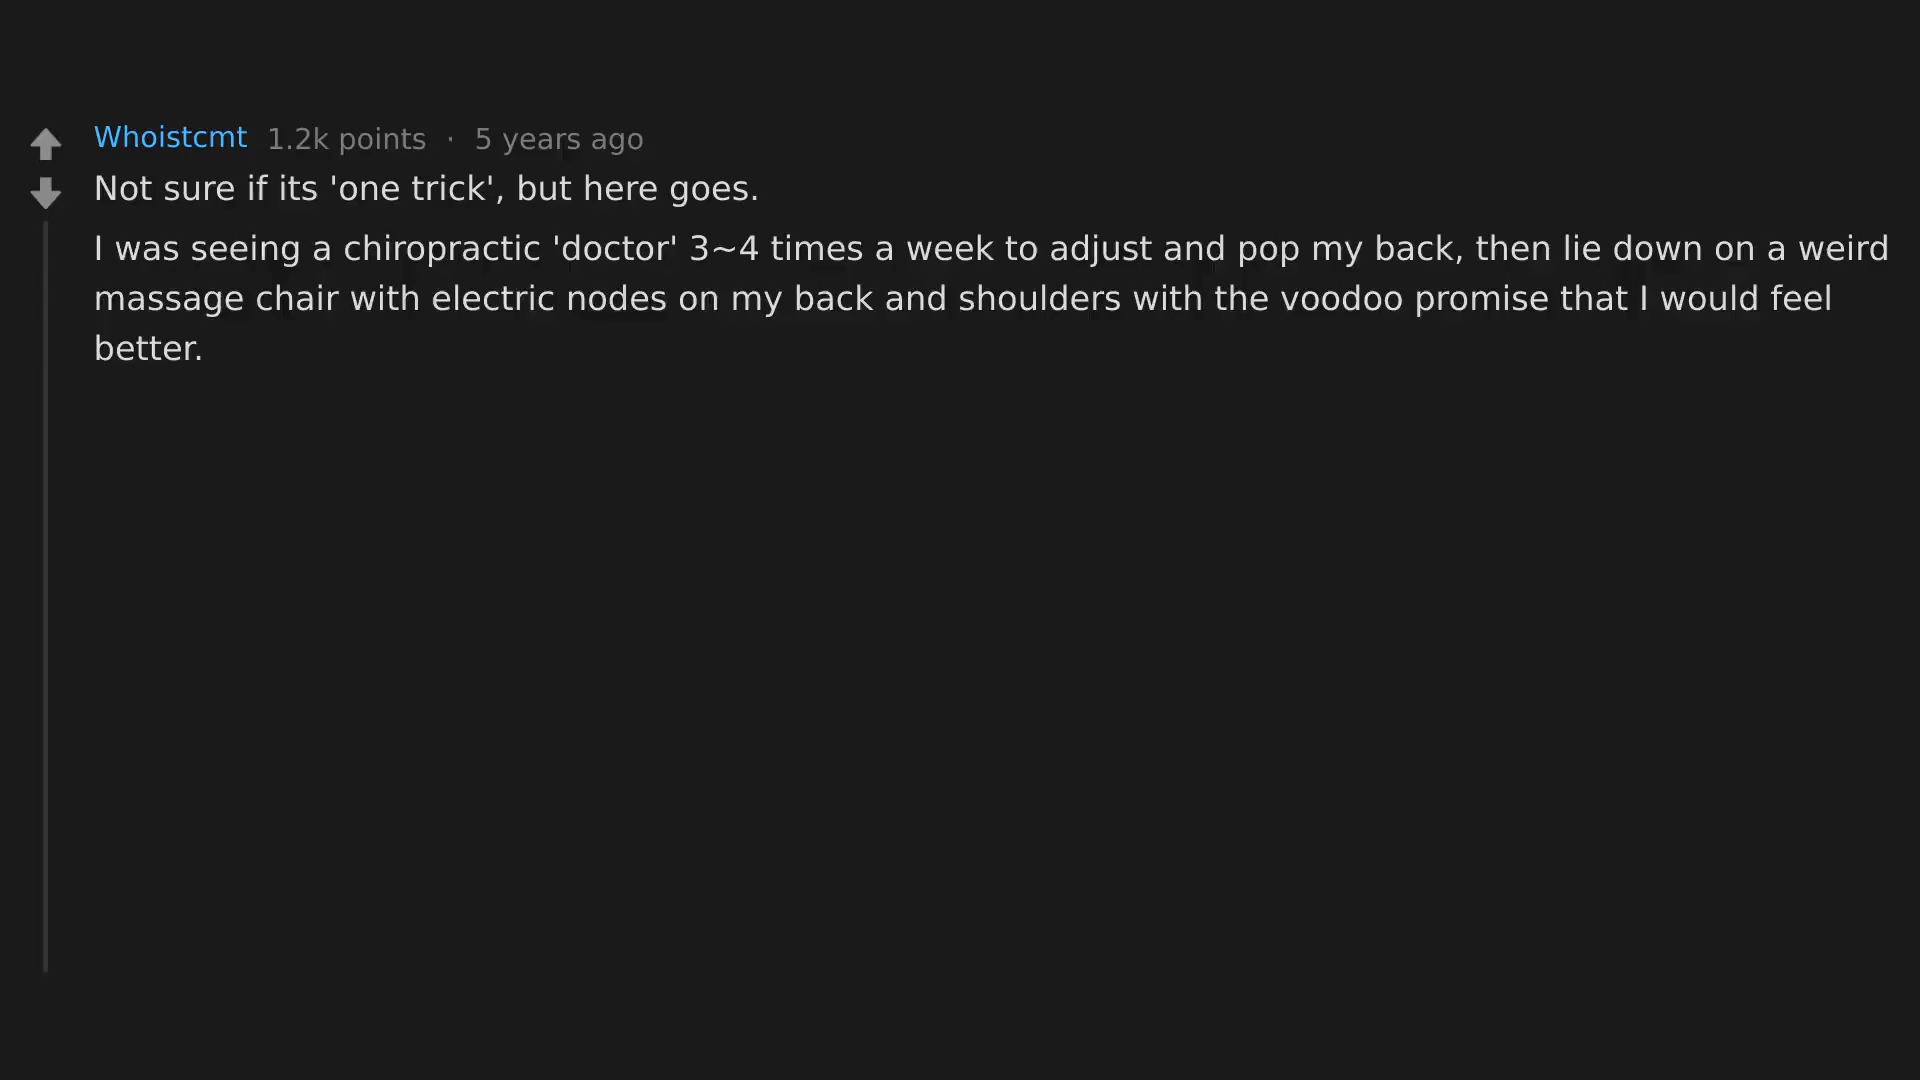 Whoistcmt 1.2k points · 5 years ago
Not sure if its 'one trick', but here goes.
I was seeing a chiropractic 'doctor' 3~4 times a week to adjust and pop my back, then lie down on a weird
massage chair with electric nodes on my back and shoulders with the voodoo promise that I would feel
better.